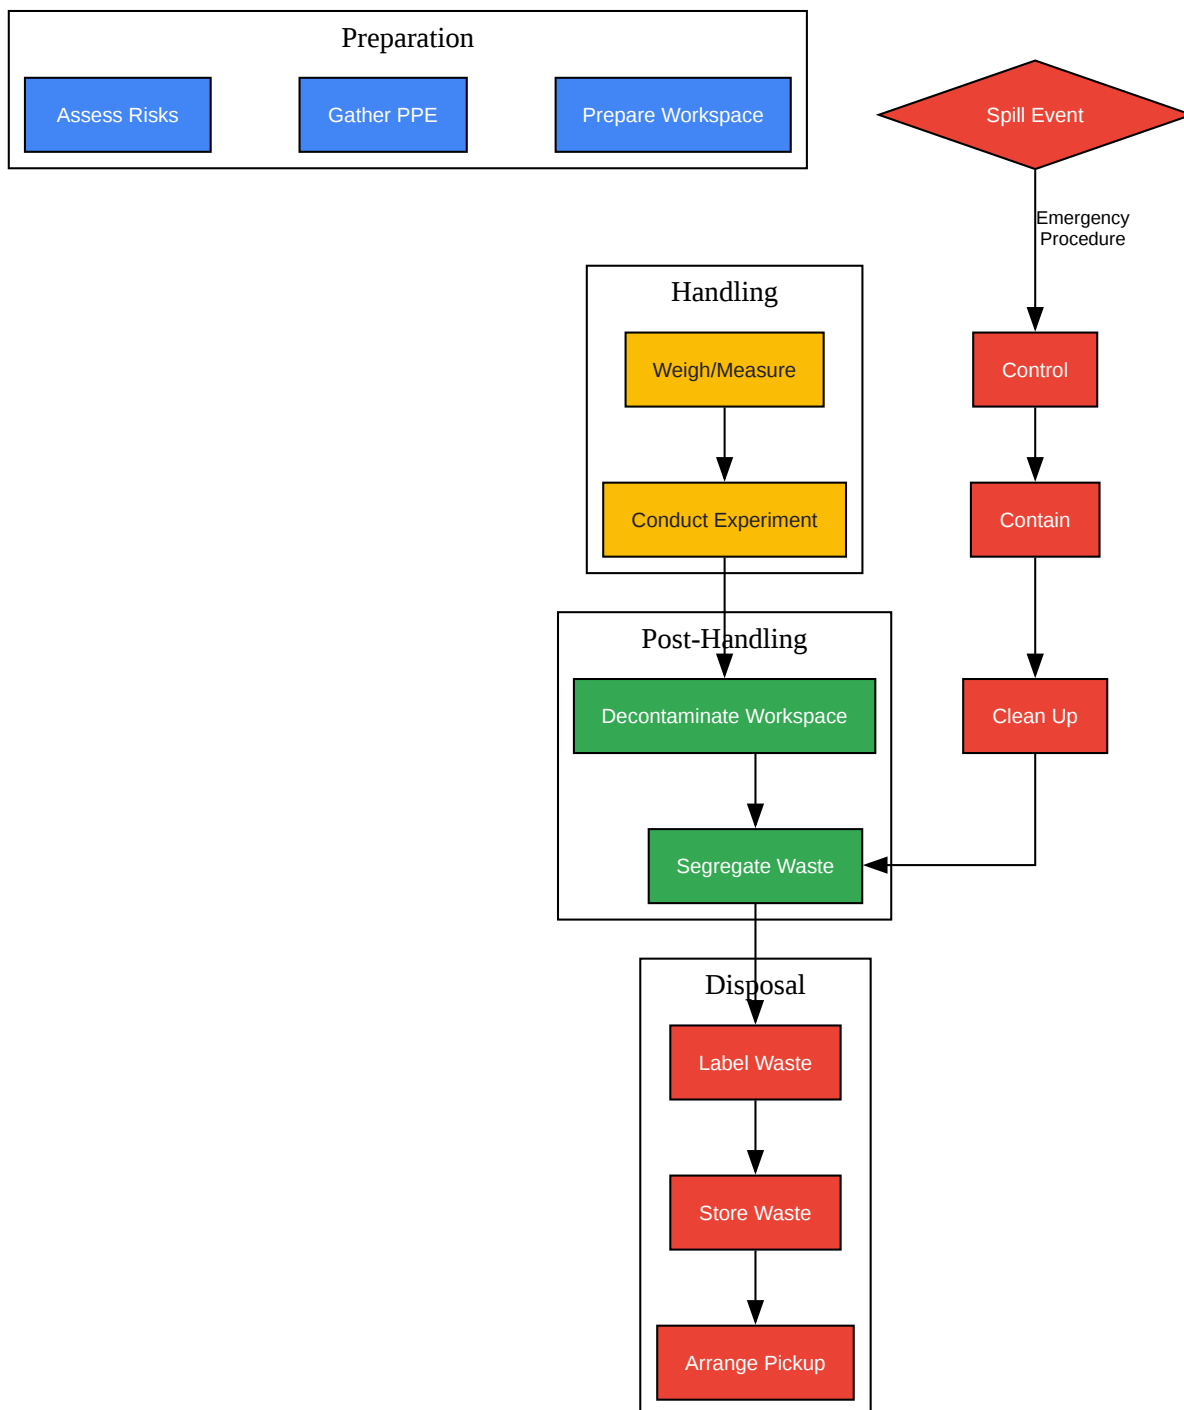 Preparation
Assess Risks
Gather PPE
Prepare Workspace
Spill Event
Emergency
Procedure
Handling
Weigh/Measure
Control
Conduct Experiment
Contain
Post-Handling
Decontaminate Workspace
Clean Up
Segregate Waste
Disposal
Label Waste
Store Waste
Arrange Pickup